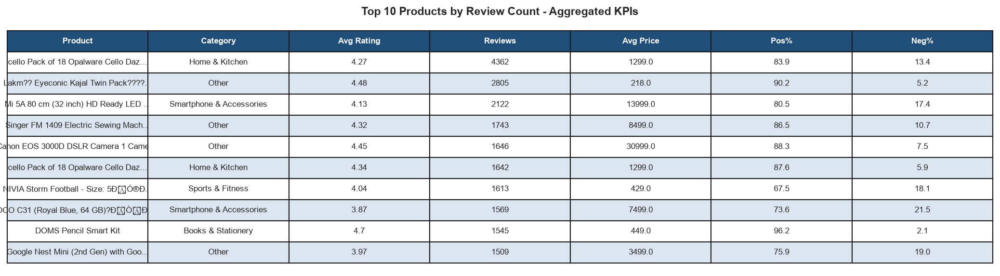 Top 10 Products by Review Count - Aggregated KPIs
Product Category Avg Rating Reviews Avg Price Pos% Neg%
cello Pack of 18 Opalware Cello Daz... Home & Kitchen 4.27 4362 1299.0 83.9 13.4
Lakm?? Eyeconic Kajal Twin Pack????. Other 4.48 2805 218.0 90.2 5.2
Mi 5A 80 cm (32 inch) HD Ready LED .. Smartphone & Accessories 4.13 2122 13999.0 80.5 17.4
Singer FM 1409 Electric Sewing Mach.. Other 4.32 1743 8499.0 86.5 10.7
Canon EOS 3000D DSLR Camera 1 Came Other 4.45 1646 30999.0 88.3 7.5
cello Pack of 18 Opalware Cello Daz... Home & Kitchen 4.34 1642 1299.0 87.6 5.9
NIVIA Storm Football - Size: 5Ð Ó®Ð. Sports & Fitness 4.04 1613 429.0 67.5 18.1
OCO C31 (Royal Blue, 64 GB)?Ð Ò Ð Smartphone & Accessories 3.87 1569 7499.0 73.6 21.5
DOMS Pencil Smart Kit Books & Stationery 4.7 1545 449.0 96.2 2.1
Google Nest Mini (2nd Gen) with Goo... Other 3.97 1509 3499.0 75.9 19.0